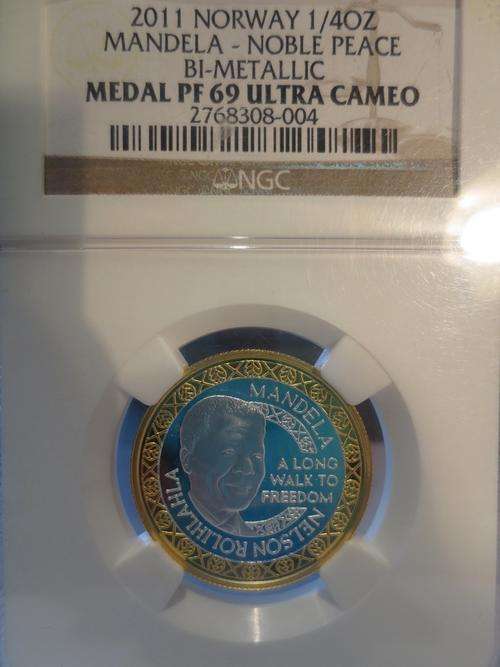 2011 NORWAY 1/4OZ
MANDELA - NOBLE PEACE
BI-METALLIC
MEDAL PF 69 ULTRA CAMEO
2768308-004
NGC NGC
MANDELA
A LONG
WALK TO
FREEDOM
NELSON ROLIHLAHLA